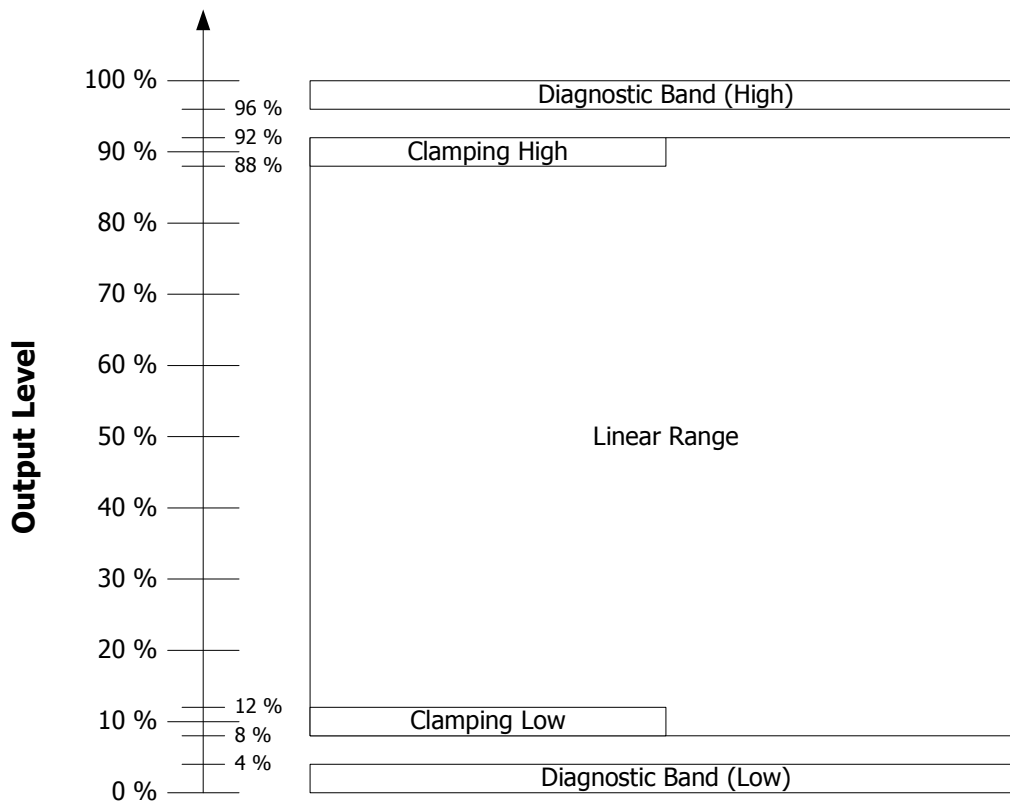 100 %
Diagnostic Band (High)
96 %
92 %
90 %
Clamping High
88 %
80 %
70 %
60 %
Output Level
50 %
Linear Range
40 %
30 %
20 %
12 %
10 %
Clamping Low
8 %
4 %
Diagnostic Band (Low)
0 %